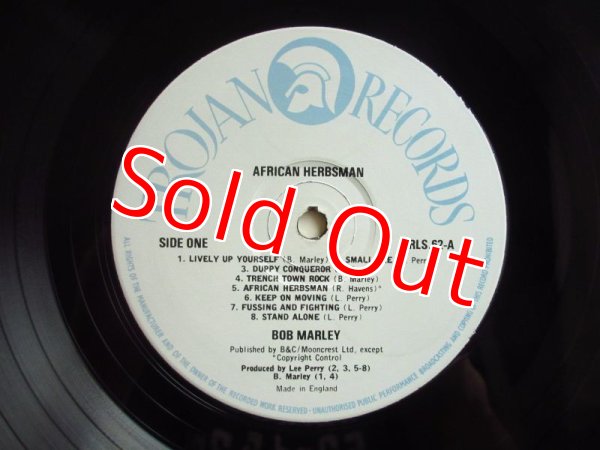 TROJAN RECORDS
AFRICAN HERBSMAN
Sold Out
SIDE ONE
RLS.62-A
1. LIVELY UP YOURSELF (B. Marley) SMALL AXE Perry
3. DUPPY CONQUEROR
4. TRENCH TOWN ROCK (B. Marley)
5. AFRICAN HERBSMAN (R. Havens)*
6. KEEP ON MOVING (L. Perry)
7. FUSSING AND FIGHTING (L. Perry)
8. STAND ALONE (L. Perry)
BOB MARLEY
Published by B&C/Mooncrest Ltd, except
*Copyright Control
Produced by Lee Perry (2, 3, 5-8)
B. Marley (1, 4)
Made in England
ALL RIGHTS OF THE MANUFACTURER AND OF THE OWNER OF THE RECORDED WORK RESERVED - UNAUTHORISED PUBLIC PERFORMANCE BROADCASTING AND COPYING OF THIS RECORD PROHIBITED